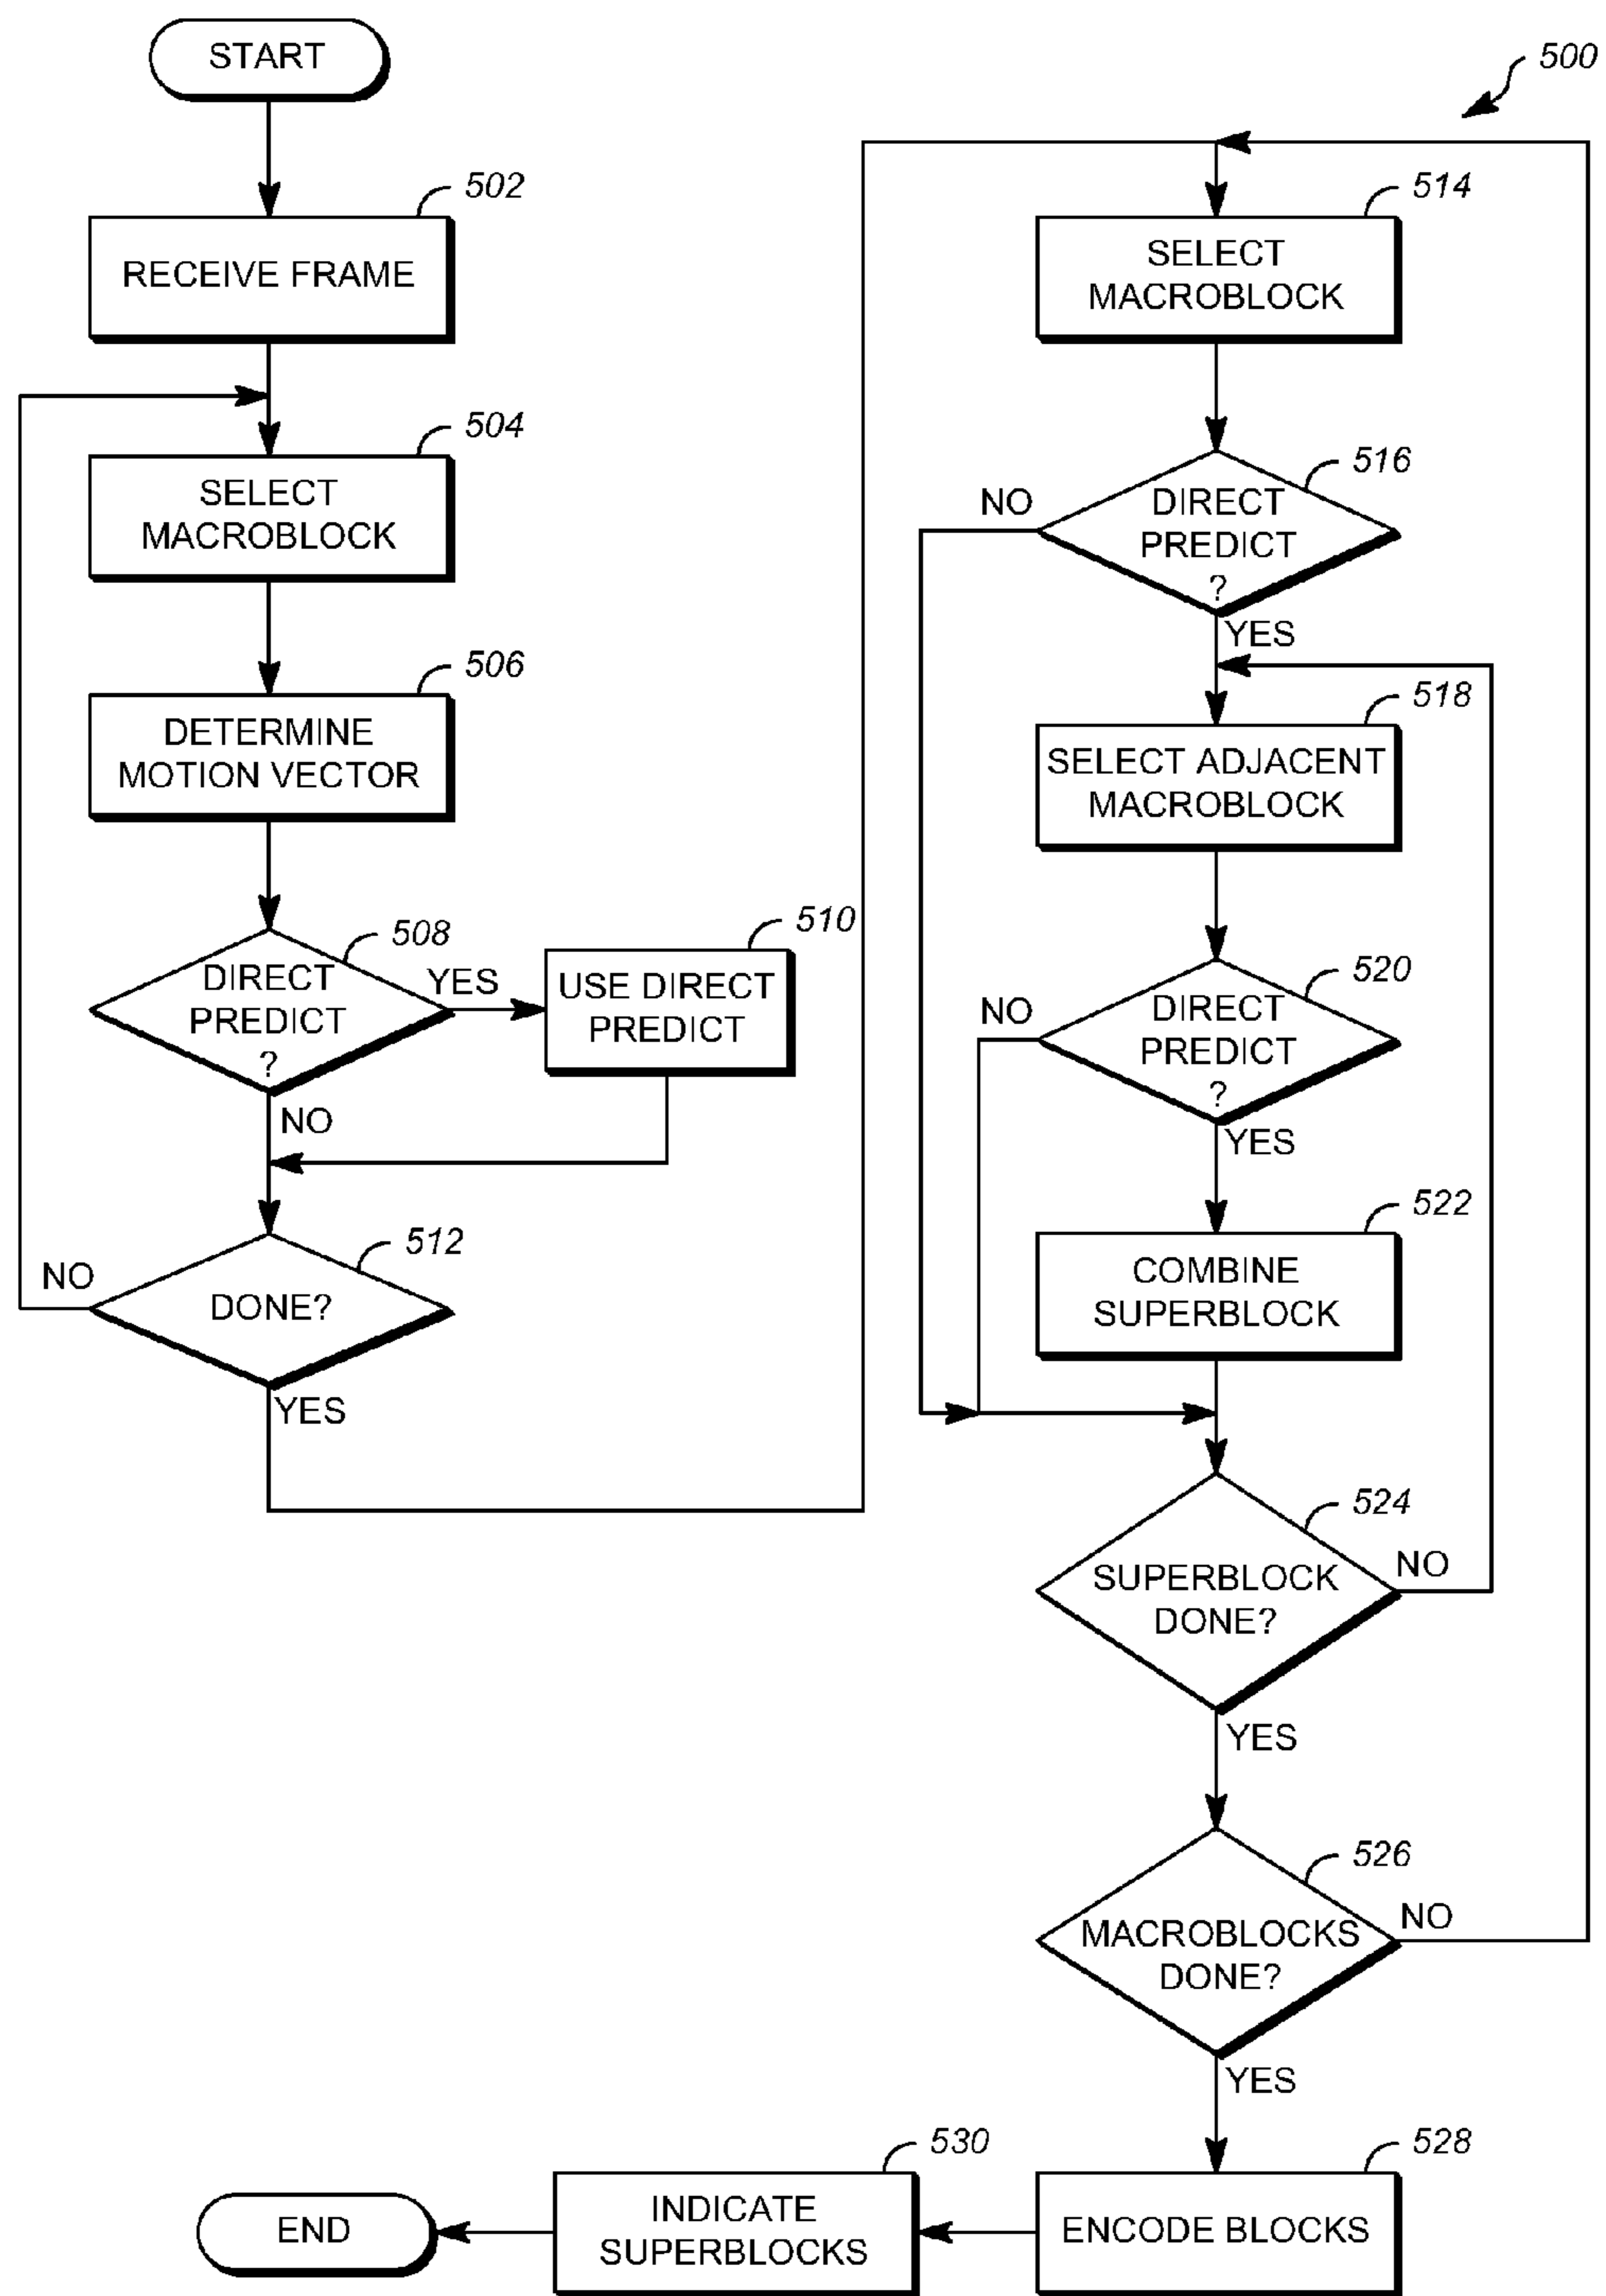 START
502
RECEIVE FRAME
504
SELECT
MACROBLOCK
506
DETERMINE
MOTION VECTOR
508
DIRECT
PREDICT
?
YES
NO
510
USE DIRECT
PREDICT
512
DONE?
NO
YES
500
514
SELECT
MACROBLOCK
516
DIRECT
PREDICT
?
NO
YES
518
SELECT ADJACENT
MACROBLOCK
520
DIRECT
PREDICT
?
NO
YES
522
COMBINE
SUPERBLOCK
524
SUPERBLOCK
DONE?
NO
YES
526
MACROBLOCKS
DONE?
NO
YES
528
ENCODE BLOCKS
530
INDICATE
SUPERBLOCKS
END